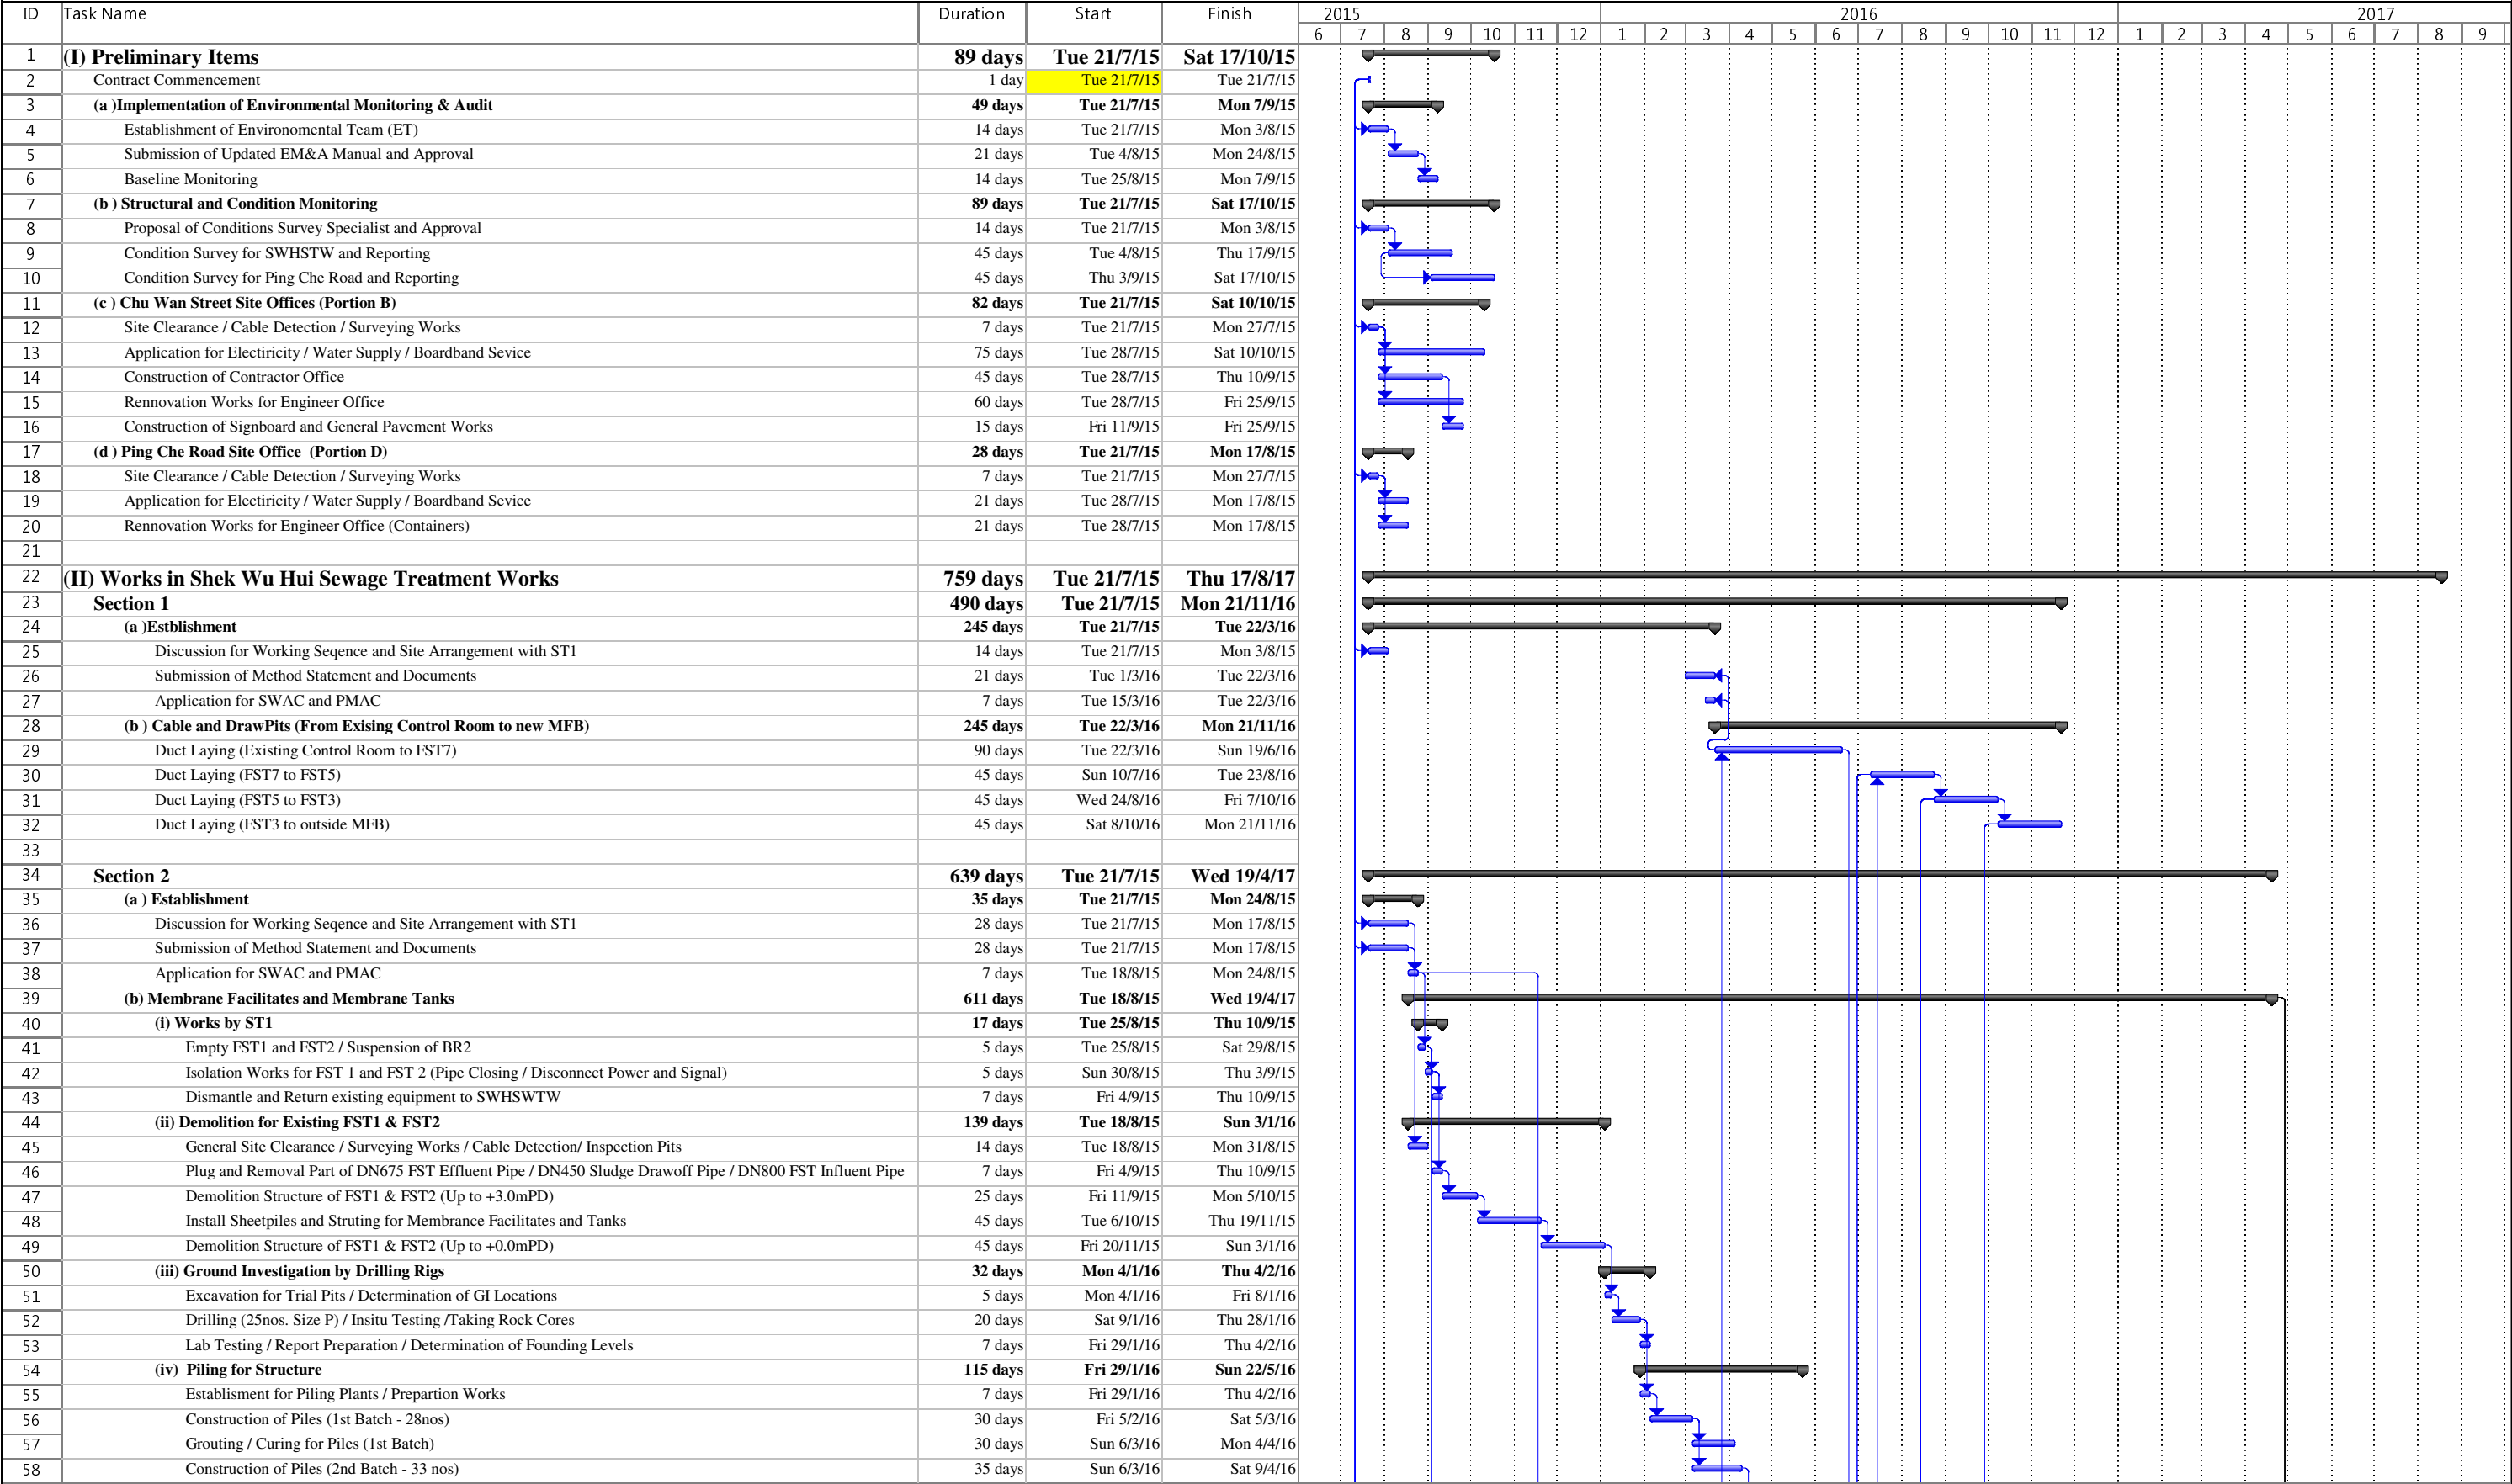 ID Task Name Duration Start Finish 2015 2016 2017
6 7 8 9 10 11 12 1 2 3 4 5 6 7 8 9 10 11 12 1 2 3 4 5 6 7 8 9
1 (I) Preliminary Items 89 days Tue 21/7/15 Sat 17/10/15
2 Contract Commencement 1 day Tue 21/7/15 Tue 21/7/15
3 (a )Implementation of Environmental Monitoring & Audit 49 days Tue 21/7/15 Mon 7/9/15
4 Establishment of Environomental Team (ET) 14 days Tue 21/7/15 Mon 3/8/15
5 Submission of Updated EM&A Manual and Approval 21 days Tue 4/8/15 Mon 24/8/15
6 Baseline Monitoring 14 days Tue 25/8/15 Mon 7/9/15
7 (b ) Structural and Condition Monitoring 89 days Tue 21/7/15 Sat 17/10/15
8 Proposal of Conditions Survey Specialist and Approval 14 days Tue 21/7/15 Mon 3/8/15
9 Condition Survey for SWHSTW and Reporting 45 days Tue 4/8/15 Thu 17/9/15
10 Condition Survey for Ping Che Road and Reporting 45 days Thu 3/9/15 Sat 17/10/15
11 (c ) Chu Wan Street Site Offices (Portion B) 82 days Tue 21/7/15 Sat 10/10/15
12 Site Clearance / Cable Detection / Surveying Works 7 days Tue 21/7/15 Mon 27/7/15
13 Application for Electiricity / Water Supply / Boardband Sevice 75 days Tue 28/7/15 Sat 10/10/15
14 Construction of Contractor Office 45 days Tue 28/7/15 Thu 10/9/15
15 Rennovation Works for Engineer Office 60 days Tue 28/7/15 Fri 25/9/15
16 Construction of Signboard and General Pavement Works 15 days Fri 11/9/15 Fri 25/9/15
17 (d ) Ping Che Road Site Office (Portion D) 28 days Tue 21/7/15 Mon 17/8/15
18 Site Clearance / Cable Detection / Surveying Works 7 days Tue 21/7/15 Mon 27/7/15
19 Application for Electiricity / Water Supply / Boardband Sevice 21 days Tue 28/7/15 Mon 17/8/15
20 Rennovation Works for Engineer Office (Containers) 21 days Tue 28/7/15 Mon 17/8/15
21
22 (II) Works in Shek Wu Hui Sewage Treatment Works 759 days Tue 21/7/15 Thu 17/8/17
23 Section 1 490 days Tue 21/7/15 Mon 21/11/16
24 (a )Estblishment 245 days Tue 21/7/15 Tue 22/3/16
25 Discussion for Working Seqence and Site Arrangement with ST1 14 days Tue 21/7/15 Mon 3/8/15
26 Submission of Method Statement and Documents 21 days Tue 1/3/16 Tue 22/3/16
27 Application for SWAC and PMAC 7 days Tue 15/3/16 Tue 22/3/16
28 (b ) Cable and DrawPits (From Exising Control Room to new MFB) 245 days Tue 22/3/16 Mon 21/11/16
29 Duct Laying (Existing Control Room to FST7) 90 days Tue 22/3/16 Sun 19/6/16
30 Duct Laying (FST7 to FST5) 45 days Sun 10/7/16 Tue 23/8/16
31 Duct Laying (FST5 to FST3) 45 days Wed 24/8/16 Fri 7/10/16
32 Duct Laying (FST3 to outside MFB) 45 days Sat 8/10/16 Mon 21/11/16
33
34 Section 2 639 days Tue 21/7/15 Wed 19/4/17
35 (a ) Establishment 35 days Tue 21/7/15 Mon 24/8/15
36 Discussion for Working Seqence and Site Arrangement with ST1 28 days Tue 21/7/15 Mon 17/8/15
37 Submission of Method Statement and Documents 28 days Tue 21/7/15 Mon 17/8/15
38 Application for SWAC and PMAC 7 days Tue 18/8/15 Mon 24/8/15
39 (b) Membrane Facilitates and Membrane Tanks 611 days Tue 18/8/15 Wed 19/4/17
40 (i) Works by ST1 17 days Tue 25/8/15 Thu 10/9/15
41 Empty FST1 and FST2 / Suspension of BR2 5 days Tue 25/8/15 Sat 29/8/15
42 Isolation Works for FST 1 and FST 2 (Pipe Closing / Disconnect Power and Signal) 5 days Sun 30/8/15 Thu 3/9/15
43 Dismantle and Return existing equipment to SWHSWTW 7 days Fri 4/9/15 Thu 10/9/15
44 (ii) Demolition for Existing FST1 & FST2 139 days Tue 18/8/15 Sun 3/1/16
45 General Site Clearance / Surveying Works / Cable Detection/ Inspection Pits 14 days Tue 18/8/15 Mon 31/8/15
46 Plug and Removal Part of DN675 FST Effluent Pipe / DN450 Sludge Drawoff Pipe / DN800 FST Influent Pipe 7 days Fri 4/9/15 Thu 10/9/15
47 Demolition Structure of FST1 & FST2 (Up to +3.0mPD) 25 days Fri 11/9/15 Mon 5/10/15
48 Install Sheetpiles and Struting for Membrance Facilitates and Tanks 45 days Tue 6/10/15 Thu 19/11/15
49 Demolition Structure of FST1 & FST2 (Up to +0.0mPD) 45 days Fri 20/11/15 Sun 3/1/16
50 (iii) Ground Investigation by Drilling Rigs 32 days Mon 4/1/16 Thu 4/2/16
51 Excavation for Trial Pits / Determination of GI Locations 5 days Mon 4/1/16 Fri 8/1/16
52 Drilling (25nos. Size P) / Insitu Testing /Taking Rock Cores 20 days Sat 9/1/16 Thu 28/1/16
53 Lab Testing / Report Preparation / Determination of Founding Levels 7 days Fri 29/1/16 Thu 4/2/16
54 (iv) Piling for Structure 115 days Fri 29/1/16 Sun 22/5/16
55 Establisment for Piling Plants / Prepartion Works 7 days Fri 29/1/16 Thu 4/2/16
56 Construction of Piles (1st Batch - 28nos) 30 days Fri 5/2/16 Sat 5/3/16
57 Grouting / Curing for Piles (1st Batch) 30 days Sun 6/3/16 Mon 4/4/16
58 Construction of Piles (2nd Batch - 33 nos) 35 days Sun 6/3/16 Sat 9/4/16